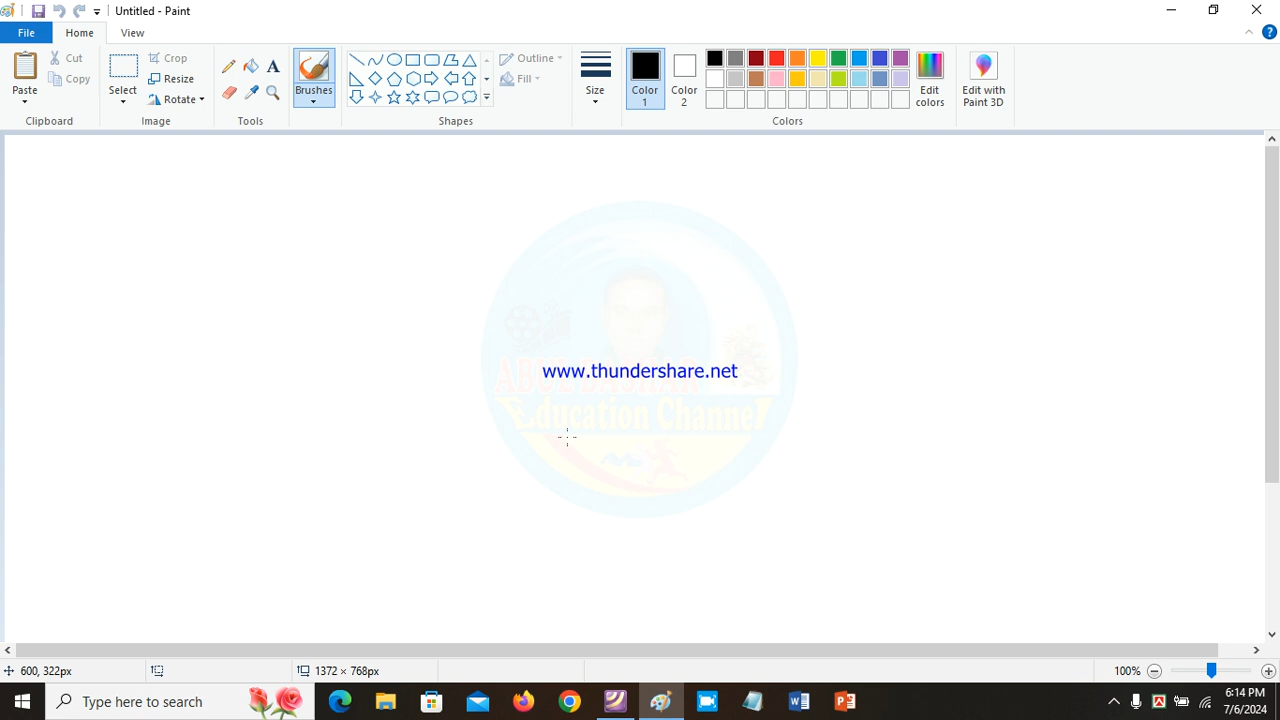 Untitled - Paint
File Home View
Paste Cut Copy Clipboard
Select Crop Resize Rotate Image
Tools
Brushes
Shapes
Outline Fill
Size
Color 1 Color 2 Edit colors Colors
Edit with Paint 3D
www.thundershare.net
Education Channel
600, 322px 1372 × 768px 100%
Type here to search
6:14 PM
7/6/2024